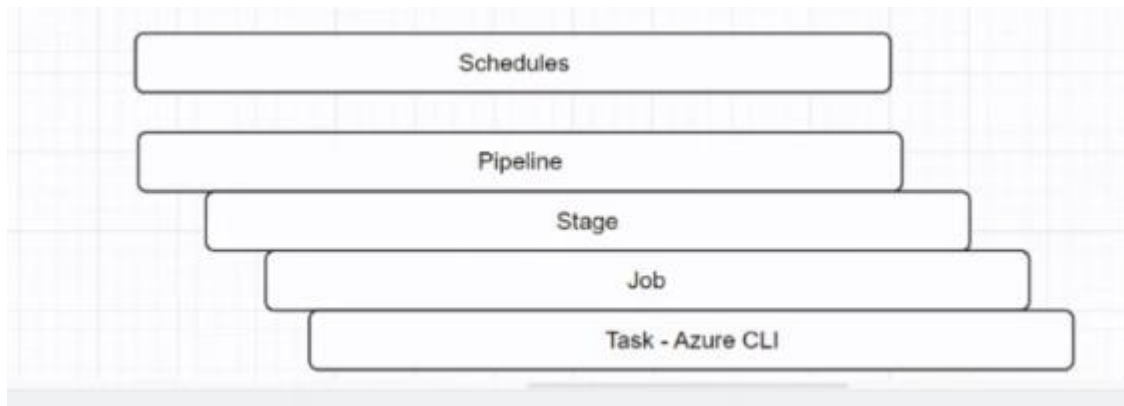 Schedules
Pipeline
Stage
Job
Task - Azure CLI